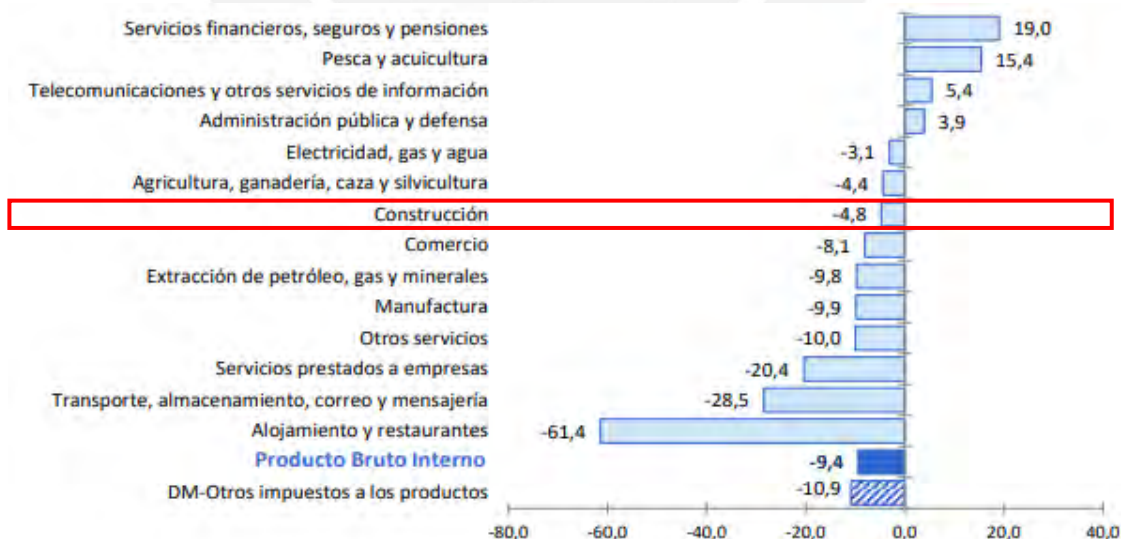 Servicios financieros, seguros y pensiones 19,0
Pesca y acuicultura 15,4
Telecomunicaciones y otros servicios de información 5,4
Administración pública y defensa 3,9
Electricidad, gas y agua -3,1
Agricultura, ganadería, caza y silvicultura -4,4
Construcción -4,8
Comercio -8,1
Extracción de petróleo, gas y minerales -9,8
Manufactura -9,9
Otros servicios -10,0
Servicios prestados a empresas -20,4
Transporte, almacenamiento, correo y mensajería -28,5
Alojamiento y restaurantes -61,4
Producto Bruto Interno -9,4
DM-Otros impuestos a los productos -10,9
-80,0 -60,0 -40,0 -20,0 0,0 20,0 40,0